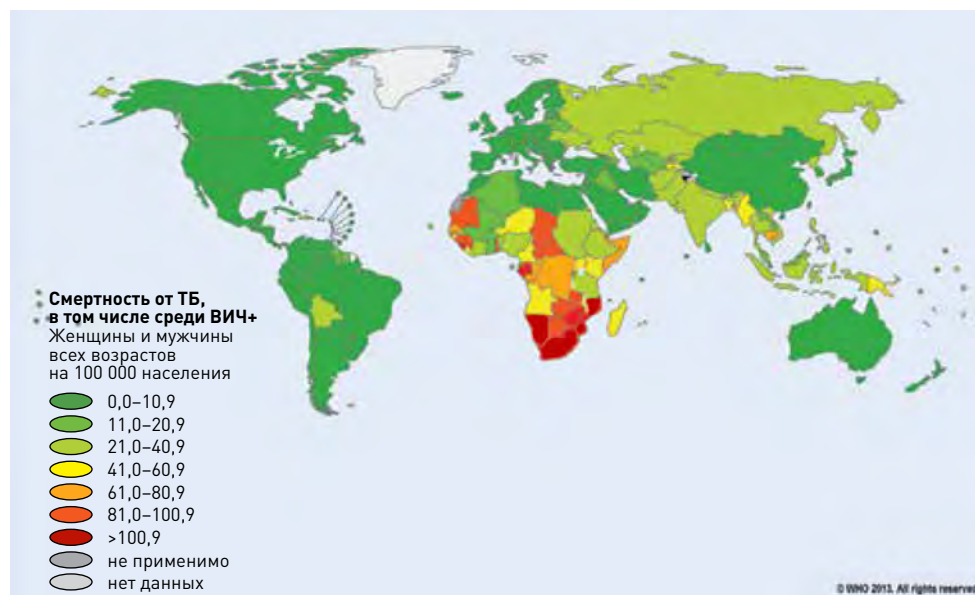 Смертность от ТБ,
в том числе среди ВИЧ+
Женщины и мужчины
всех возрастов
на 100 000 населения
0,0–10,9
11,0–20,9
21,0–40,9
41,0–60,9
61,0–80,9
81,0–100,9
>100,9
не применимо
нет данных
© WHO 2013. All rights reserved